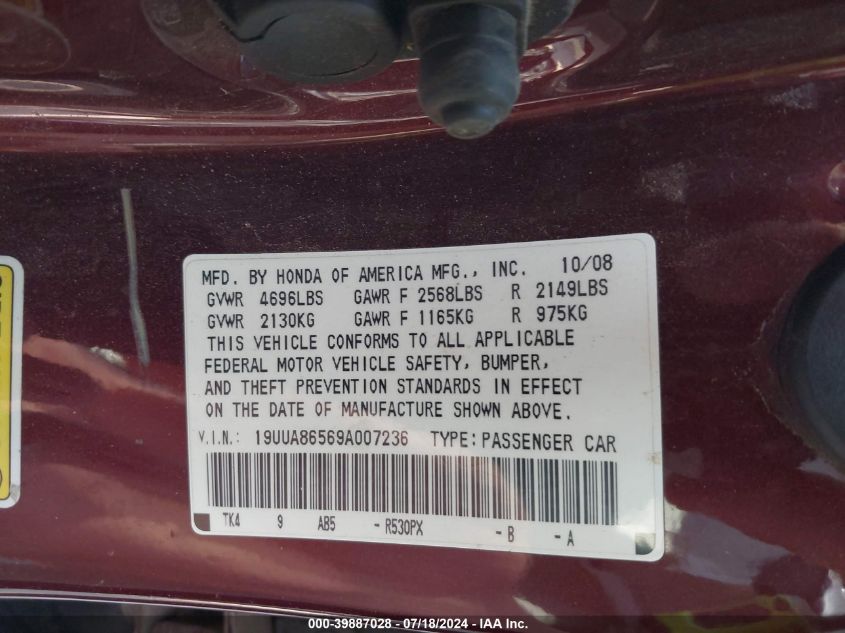 MFD. BY HONDA OF AMERICA MFG., INC. 10/08
GVWR 4696LBS GAWR F 2568LBS R 2149LBS
GVWR 2130KG GAWR F 1165KG R 975KG
THIS VEHICLE CONFORMS TO ALL APPLICABLE
FEDERAL MOTOR VEHICLE SAFETY, BUMPER,
AND THEFT PREVENTION STANDARDS IN EFFECT
ON THE DATE OF MANUFACTURE SHOWN ABOVE.
V.I.N.: 19UUA86569A007236 TYPE: PASSENGER CAR
TK4 9 AB5 - R530PX - B - A
000-39887028 - 07/18/2024 - IAA Inc.